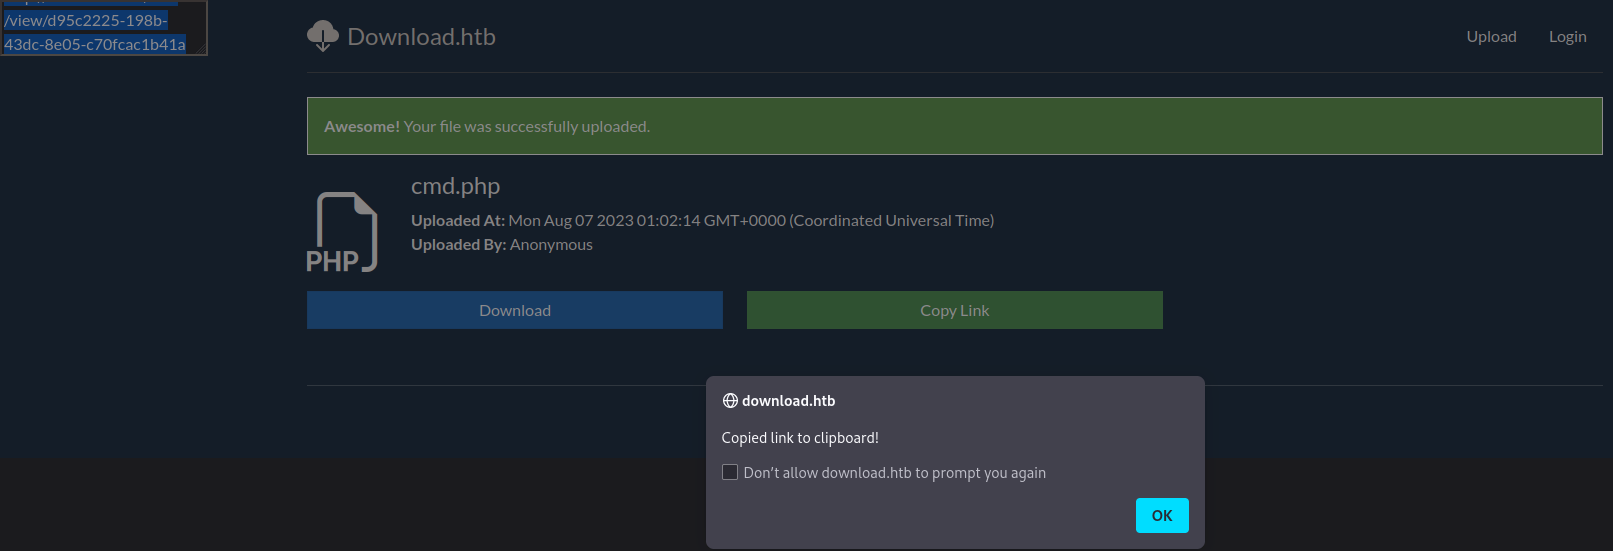 /view/d95c2225-198b-
43dc-8e05-c70fcac1b41a
Download.htb
Upload
Login
Awesome! Your file was successfully uploaded.
PHP
cmd.php
Uploaded At: Mon Aug 07 2023 01:02:14 GMT+0000 (Coordinated Universal Time)
Uploaded By: Anonymous
Download
Copy Link
download.htb
Copied link to clipboard!
Don't allow download.htb to prompt you again
OK